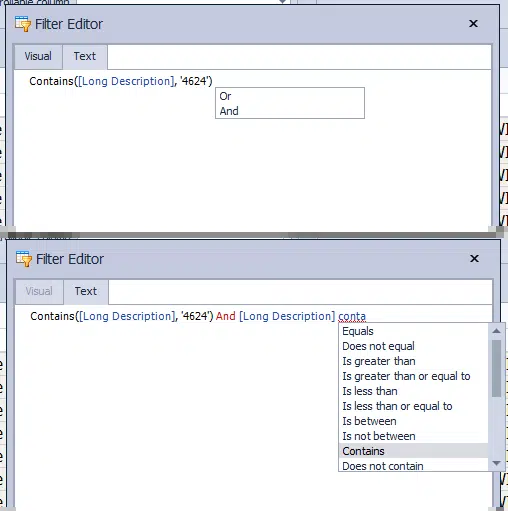 rollable column
Filter Editor
Visual
Text
Contains([Long Description], '4624')
Or
And
Filter Editor
Visual
Text
Contains([Long Description], '4624') And [Long Description] conta
Equals
Does not equal
Is greater than
Is greater than or equal to
Is less than
Is less than or equal to
Is between
Is not between
Contains
Does not contain